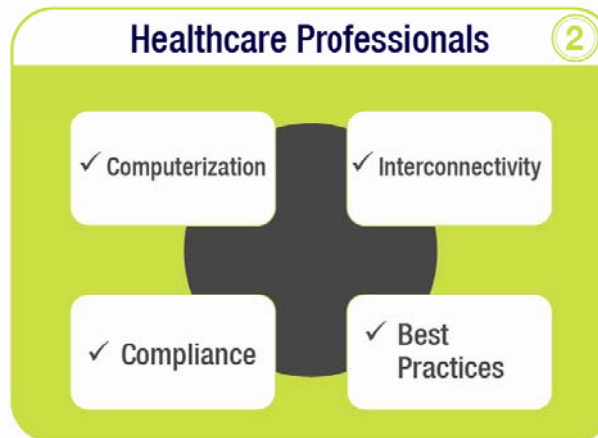 Healthcare Professionals 2
✓ Computerization
✓ Interconnectivity
✓ Compliance
✓ Best
Practices